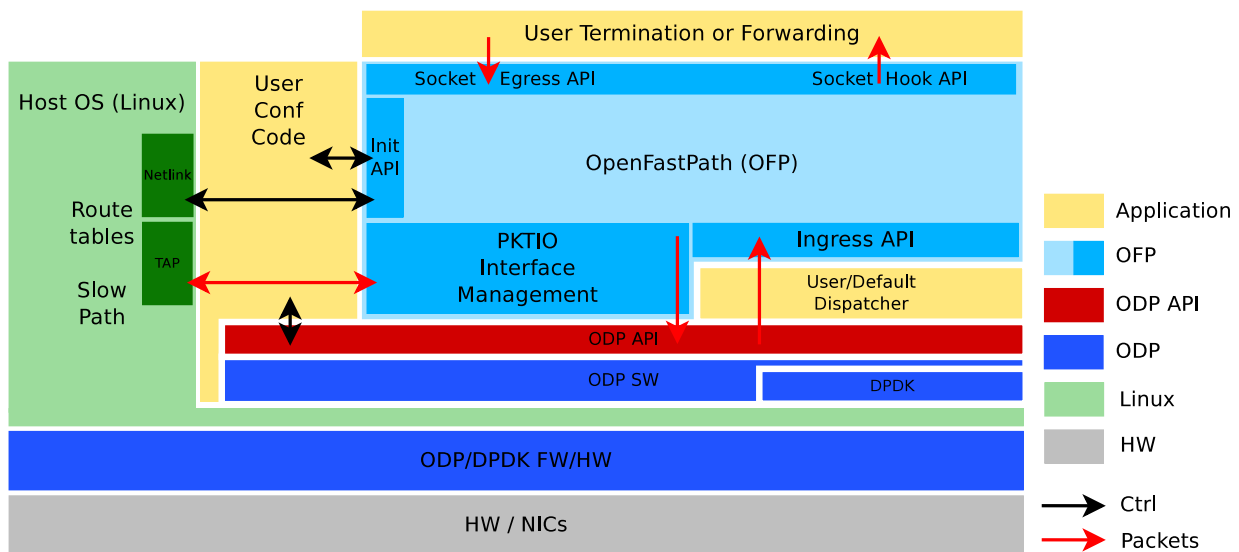 User Termination or Forwarding
Socket Egress API
Socket Hook API
Host OS (Linux)
User
Conf
Code
Init
API
OpenFastPath (OFP)
Netlink
Route
tables
TAP
Slow
Path
PKTIO
Interface
Management
Ingress API
User/Default
Dispatcher
ODP API
ODP SW
DPDK
ODP/DPDK FW/HW
HW / NICs
Application
OFP
ODP API
ODP
Linux
HW
Ctrl
Packets